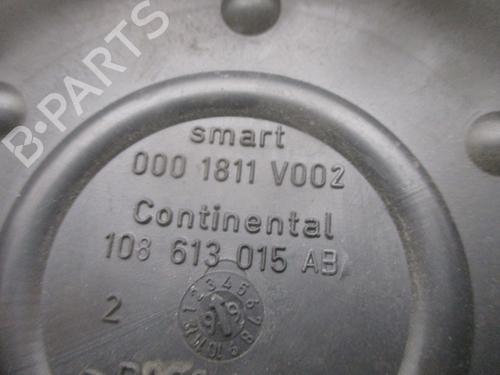 B-PARTS
smart
000 1811 V002
Continental
108 613 015 AB
2